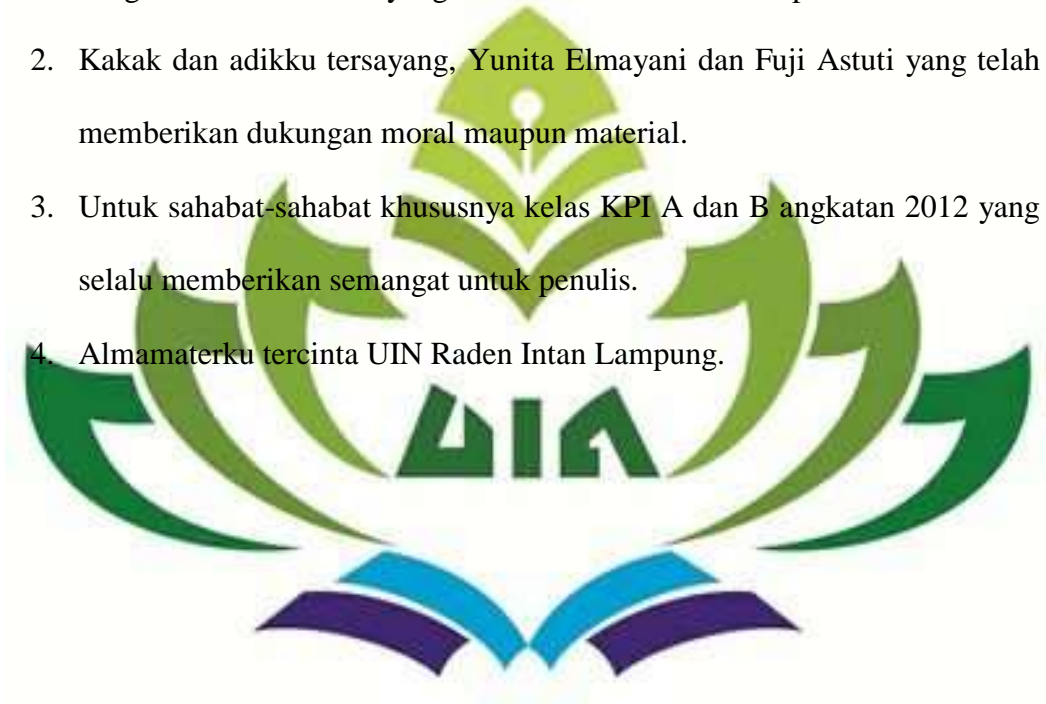 2. Kakak dan adikku tersayang, Yunita Elmayani dan Fuji Astuti yang telah
memberikan dukungan moral maupun material.
3. Untuk sahabat-sahabat khususnya kelas KPI A dan B angkatan 2012 yang
selalu memberikan semangat untuk penulis.
4. Almamaterku tercinta UIN Raden Intan Lampung.
UIN